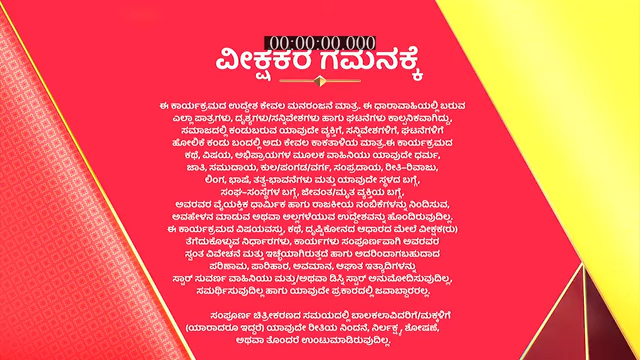 00:00:00.000
ವೀಕ್ಷಕರ ಗಮನಕ್ಕೆ
ಈ ಕಾರ್ಯಕ್ರಮದ ಉದ್ದೇಶ ಕೇವಲ ಮನರಂಜನೆ ಮಾತ್ರ. ಈ ಧಾರಾವಾಹಿಯಲ್ಲಿ ಬರುವ
ಎಲ್ಲಾ ಪಾತ್ರಗಳು, ದೃಶ್ಯಗಳು/ಸನ್ನಿವೇಶಗಳು ಹಾಗು ಘಟನೆಗಳು ಕಾಲ್ಪನಿಕವಾಗಿದ್ದು,
ಸಮಾಜದಲ್ಲಿ ಕಂಡುಬರುವ ಯಾವುದೇ ವ್ಯಕ್ತಿಗೆ, ಸನ್ನಿವೇಶಗಳಿಗೆ, ಘಟನೆಗಳಿಗೆ
ಹೋಲಿಕೆ ಕಂಡು ಬಂದಲ್ಲಿ ಅದು ಕೇವಲ ಕಾಕತಾಳಿಯ ಮಾತ್ರ.ಈ ಕಾರ್ಯಕ್ರಮದ
ಕಥೆ, ವಿಷಯ, ಅಭಿಪ್ರಾಯಗಳ ಮೂಲಕ ವಾಹಿನಿಯು ಯಾವುದೇ ಧರ್ಮ,
ಜಾತಿ, ಸಮುದಾಯ, ಕುಲ/ಪಂಗಡ/ವರ್ಗ, ಸಂಪ್ರದಾಯ, ರೀತಿ-ರಿವಾಜು,
ಲಿಂಗ, ಭಾಷೆ, ತತ್ವ-ಭಾವನೆಗಳು ಮತ್ತು ಯಾವುದೇ ಸ್ಥಳದ ಬಗ್ಗೆ,
ಸಂಘ-ಸಂಸ್ಥೆಗಳ ಬಗ್ಗೆ, ಜೀವಂತ/ಮೃತ ವ್ಯಕ್ತಿಯ ಬಗ್ಗೆ,
ಅವರವರ ವೈಯಕ್ತಿಕ ಧಾರ್ಮಿಕ ಹಾಗು ರಾಜಕೀಯ ನಂಬಿಕೆಗಳನ್ನು ನಿಂದಿಸುವ,
ಅವಹೇಳನ ಮಾಡುವ ಅಥವಾ ಅಲ್ಲಗಳೆಯುವ ಉದ್ದೇಶವನ್ನು ಹೊಂದಿರುವುದಿಲ್ಲ.
ಈ ಕಾರ್ಯಕ್ರಮದ ವಿಷಯವಸ್ತು, ಕಥೆ, ದೃಷ್ಟಿಕೋನದ ಆಧಾರದ ಮೇಲೆ ವೀಕ್ಷಕ(ರು)
ತೆಗೆದುಕೊಳ್ಳುವ ನಿರ್ಧಾರಗಳು, ಕಾರ್ಯಗಳು ಸಂಪೂರ್ಣವಾಗಿ ಅವರವರ
ಸ್ವಂತ ವಿವೇಚನೆ ಮತ್ತು ಇಚ್ಛೆಯಾಗಿರುತ್ತದೆ ಹಾಗು ಅದರಿಂದಾಗಬಹುದಾದ
ಪರಿಣಾಮ, ಪಾರಿಹಾರ, ಅವಮಾನ, ಆಘಾತ ಇತ್ಯಾದಿಗಳನ್ನು
ಸ್ಟಾರ್ ಸುವರ್ಣ ವಾಹಿನಿಯು ಮತ್ತು/ಅಥವಾ ಡಿಸ್ನಿ ಸ್ಟಾರ್ ಅನುಮೋದಿಸುವುದಿಲ್ಲ,
ಸಮರ್ಥಿಸುವುದಿಲ್ಲ ಹಾಗು ಯಾವುದೇ ಪ್ರಕಾರದಲ್ಲಿ ಜವಾಬ್ದಾರರಲ್ಲ.
ಸಂಪೂರ್ಣ ಚಿತ್ರೀಕರಣದ ಸಮಯದಲ್ಲಿ ಬಾಲಕಲಾವಿದರಿಗೆ/ಮಕ್ಕಳಿಗೆ
(ಯಾರಾದರೂ ಇದ್ದರೆ) ಯಾವುದೇ ರೀತಿಯ ನಿಂದನೆ, ನಿರ್ಲಕ್ಷ್ಯ, ಶೋಷಣೆ,
ಅಥವಾ ತೊಂದರೆ ಉಂಟುಮಾಡಿರುವುದಿಲ್ಲ.